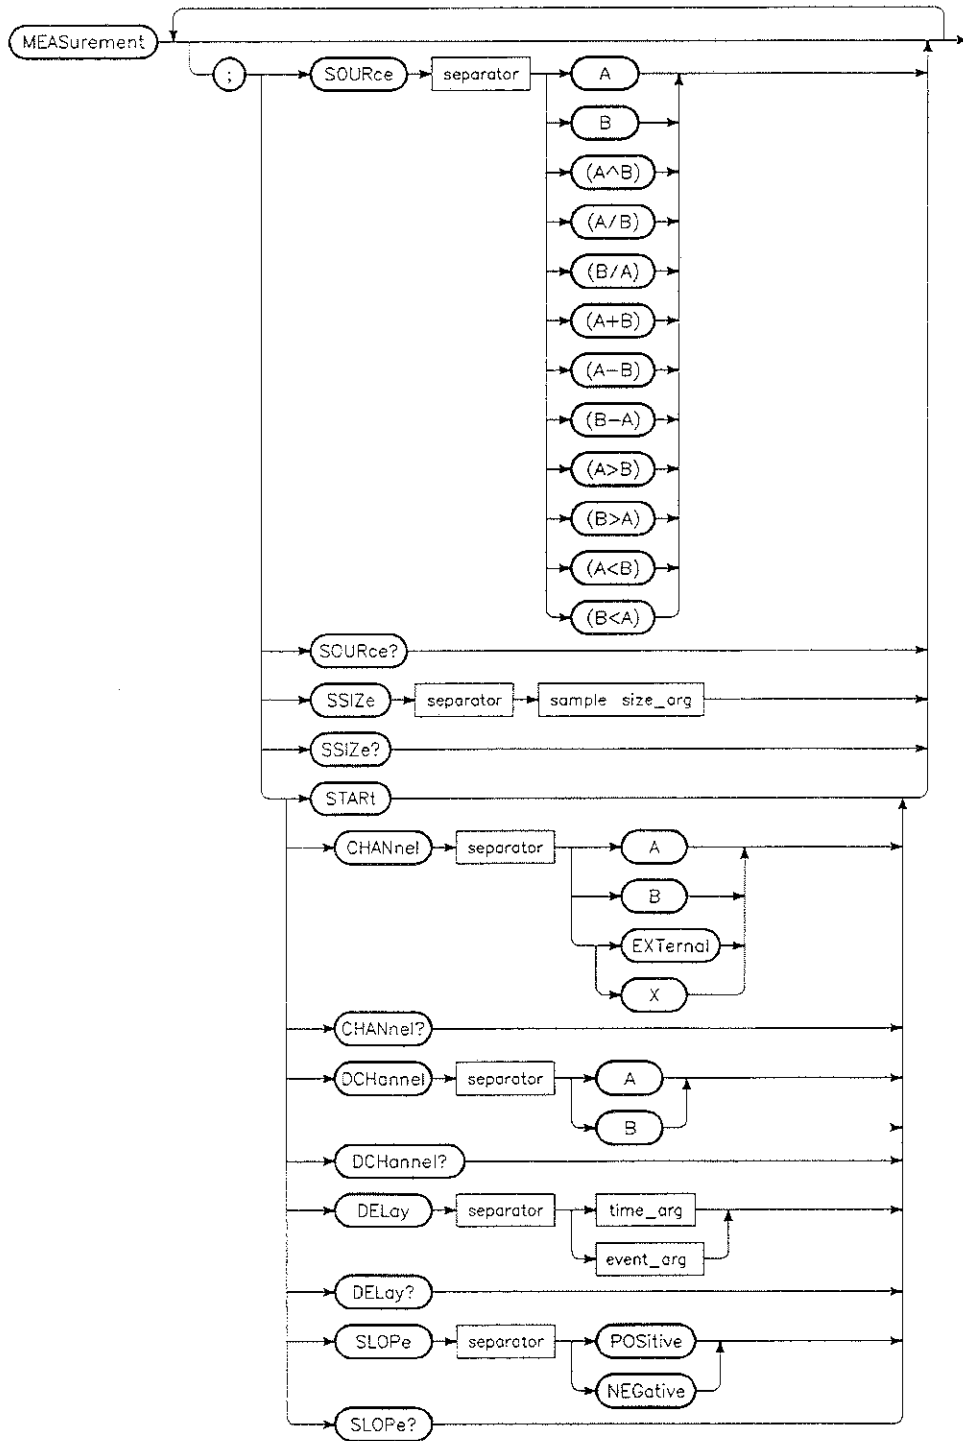 MEASurement
;
SOURce separator A
B
(A^B)
(A/B)
(B/A)
(A+B)
(A-B)
(B-A)
(A>B)
(B>A)
(A<B)
(B<A)
SOURce?
SSIZe separator sample size_arg
SSIZe?
STARt
CHANnel separator A
B
EXTernal
X
CHANnel?
DCHannel separator A
B
DCHannel?
DELay separator time_arg
event_arg
DELay?
SLOPe separator POSitive
NEGative
SLOPe?